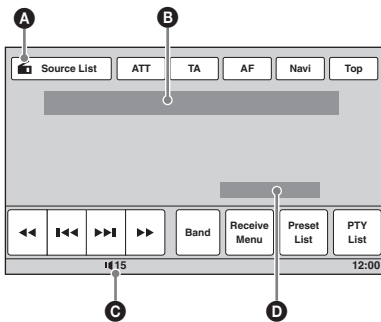 A B
Source List ATT TA AF Navi Top
Band Receive Menu Preset List PTY List
15 12:00
C D